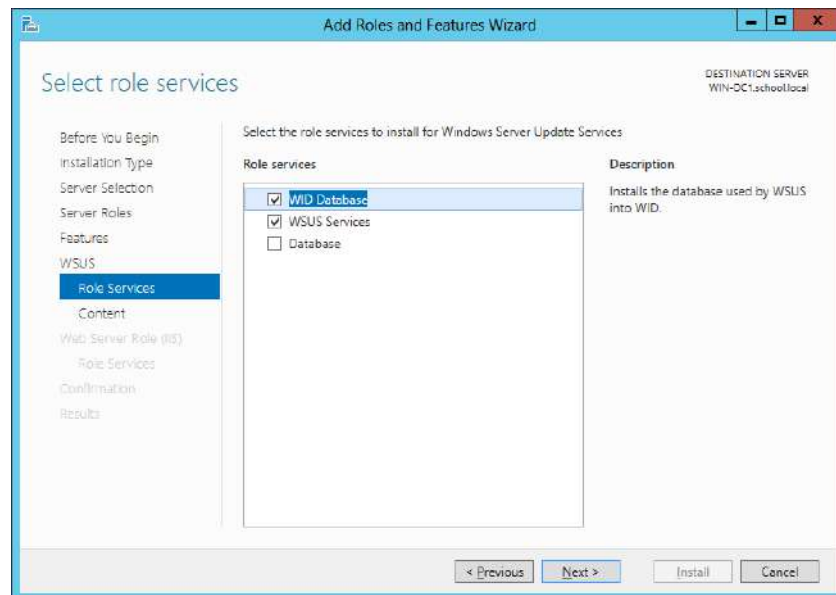 Add Roles and Features Wizard
Select role services
DESTINATION SERVER
WIN-DC1.school.local
Before You Begin
Installation Type
Server Selection
Server Roles
Features
WSUS
Role Services
Content
Web Server Role (IIS)
Role Services
Confirmation
Results
Select the role services to install for Windows Server Update Services
Role services
WID Database
WSUS Services
Database
Description
Installs the database used by WSUS
into WID.
< Previous
Next >
Install
Cancel